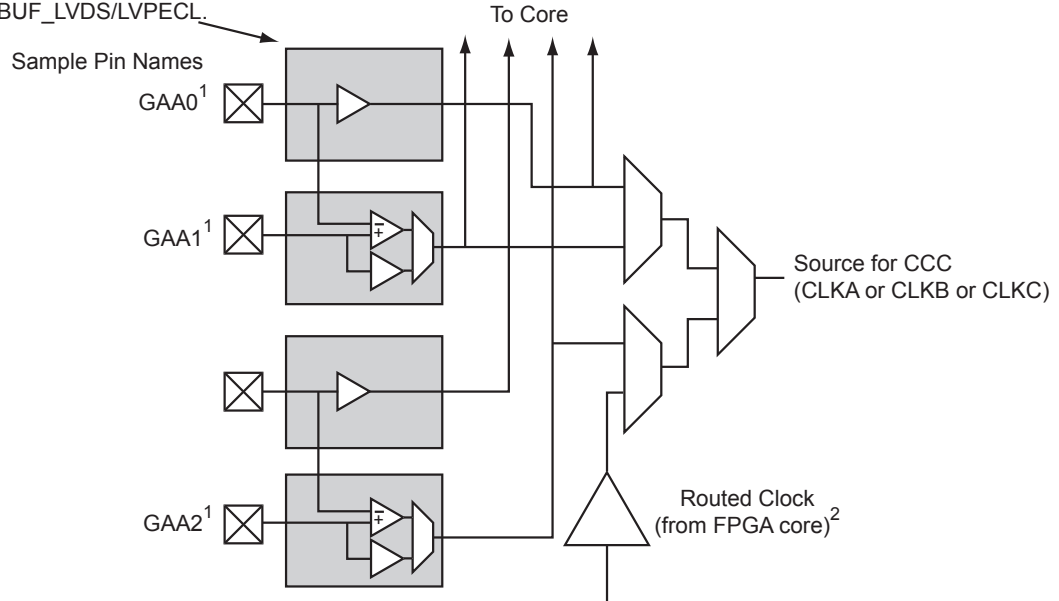 BUF_LVDS/LVPECL.
To Core
Sample Pin Names
GAA0¹
GAA1¹
Source for CCC
(CLKA or CLKB or CLKC)
GAA2¹
Routed Clock
(from FPGA core)²